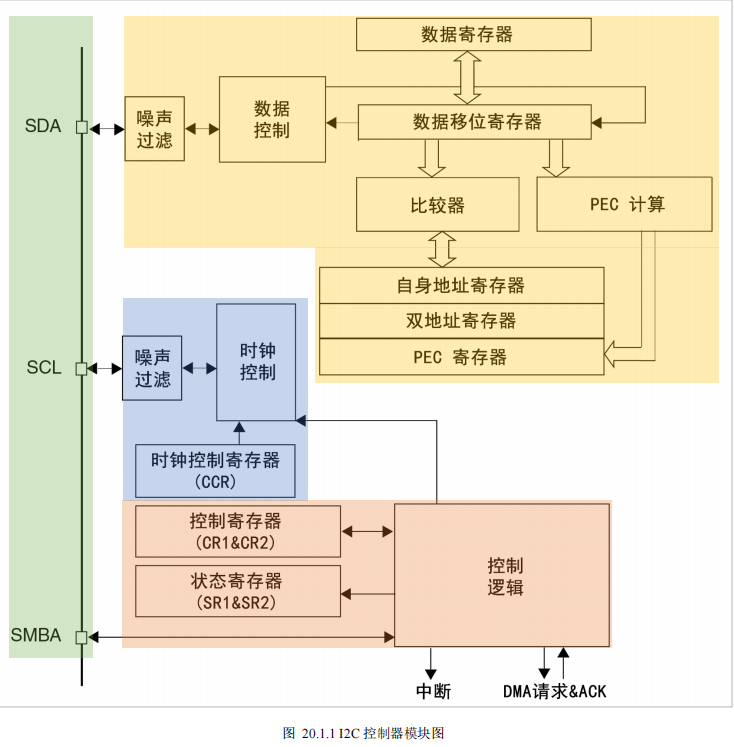 数据寄存器
SDA
噪声
过滤
数据
控制
数据移位寄存器
比较器
PEC 计算
自身地址寄存器
双地址寄存器
PEC 寄存器
SCL
噪声
过滤
时钟
控制
时钟控制寄存器
(CCR)
控制寄存器
(CR1&CR2)
状态寄存器
(SR1&SR2)
控制
逻辑
SMBA
中断
DMA请求&ACK
图 20.1.1 I2C 控制器模块图